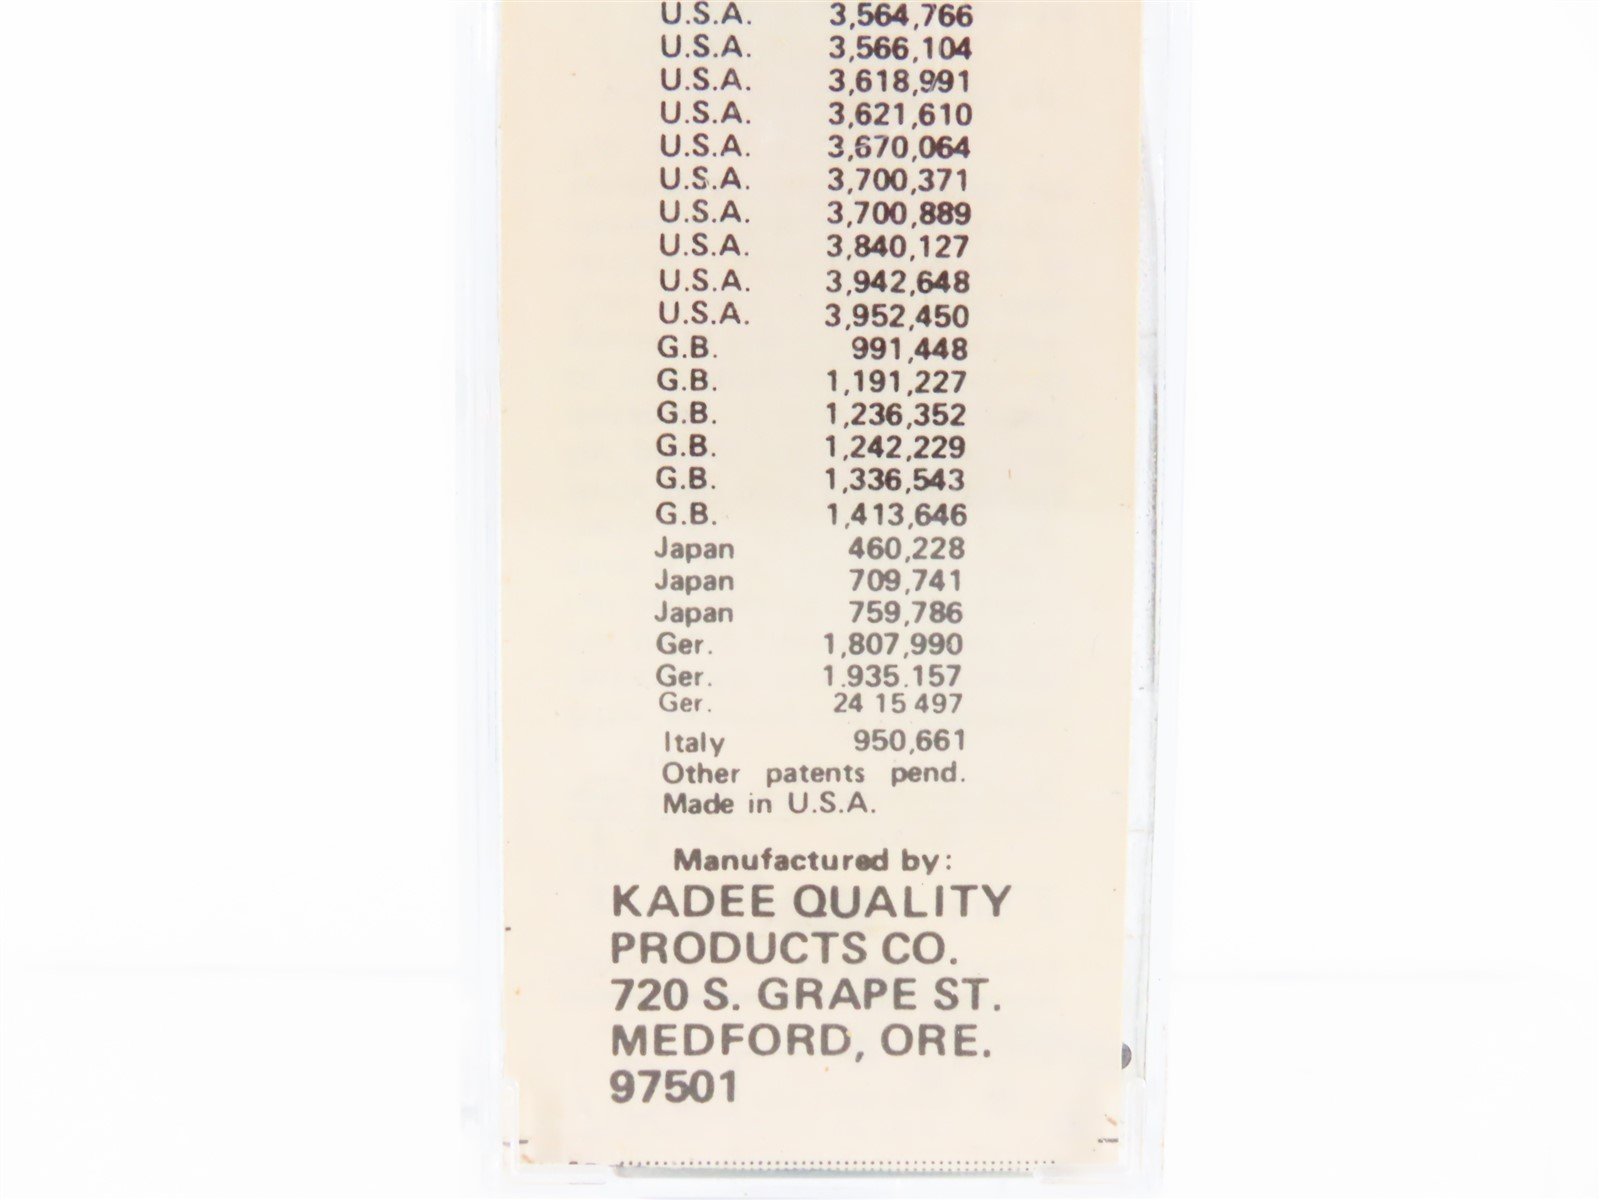 U.S.A. 3,564,766
U.S.A. 3,566,104
U.S.A. 3,618,991
U.S.A. 3,621,610
U.S.A. 3,670,064
U.S.A. 3,700,371
U.S.A. 3,700,889
U.S.A. 3,840,127
U.S.A. 3,942,648
U.S.A. 3,952,450
G.B. 991,448
G.B. 1,191,227
G.B. 1,236,352
G.B. 1,242,229
G.B. 1,336,543
G.B. 1,413,646
Japan 460,228
Japan 709,741
Japan 759,786
Ger. 1,807,990
Ger. 1.935.157
Ger. 24 15 497
Italy 950,661
Other patents pend.
Made in U.S.A.
Manufactured by:
KADEE QUALITY
PRODUCTS CO.
720 S. GRAPE ST.
MEDFORD, ORE.
97501